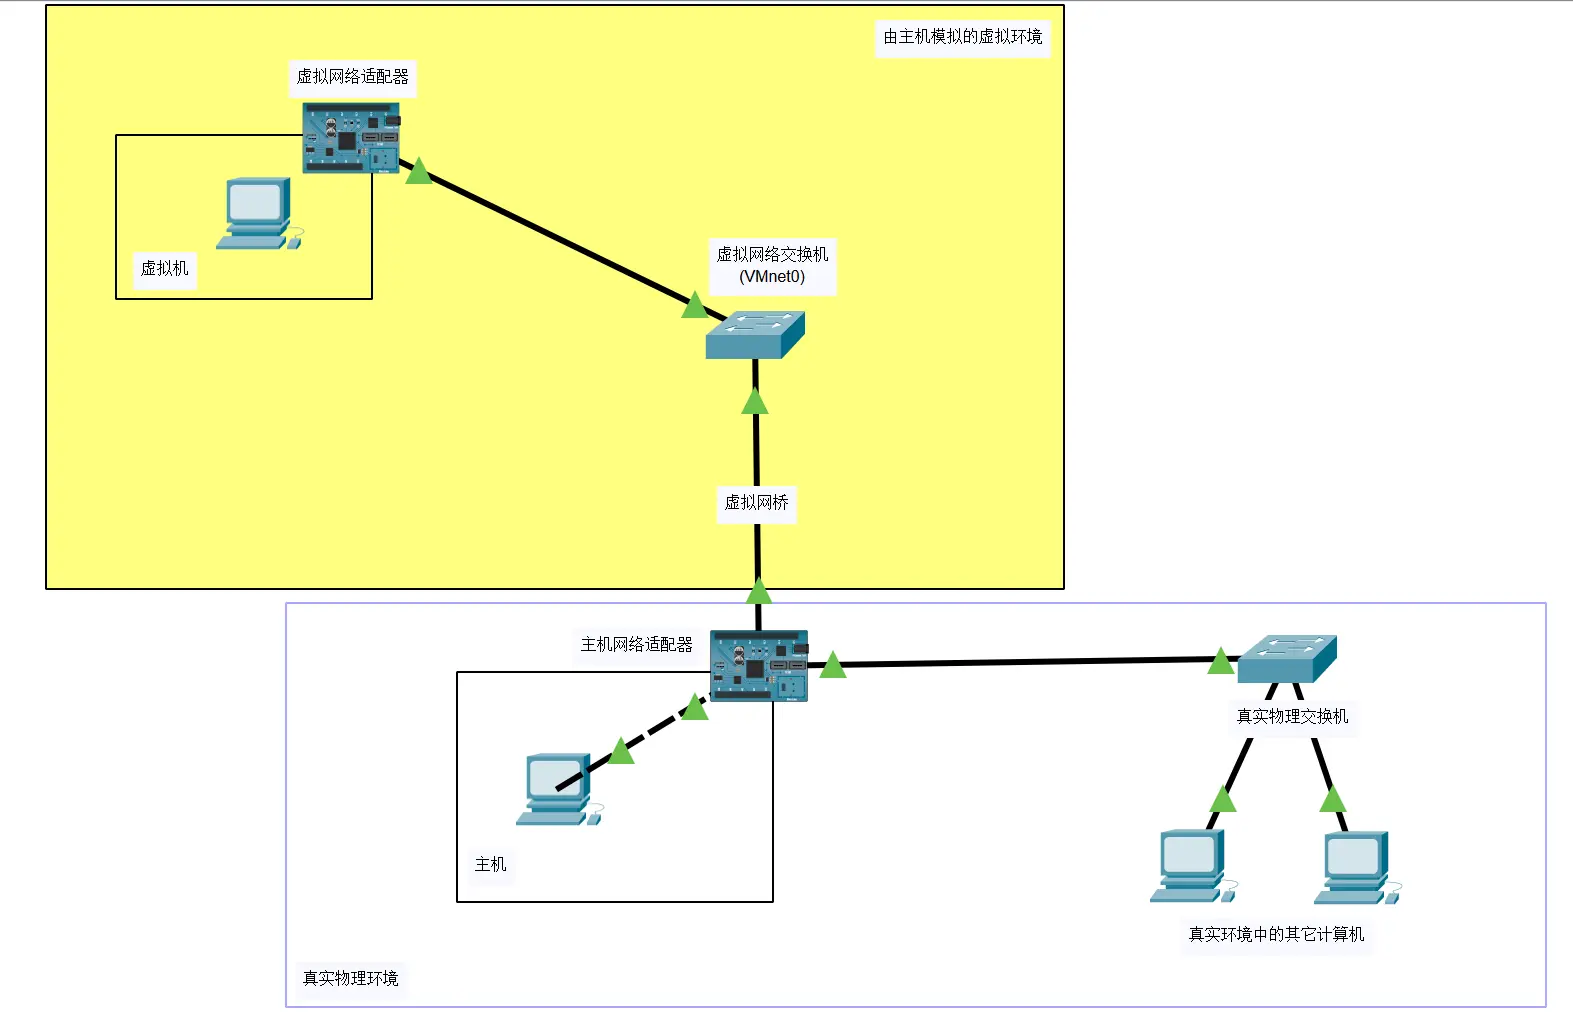 由主机模拟的虚拟环境
虚拟网络适配器
虚拟机
虚拟网络交换机
(VMnet0)
虚拟网桥
主机网络适配器
真实物理交换机
主机
真实环境中的其它计算机
真实物理环境